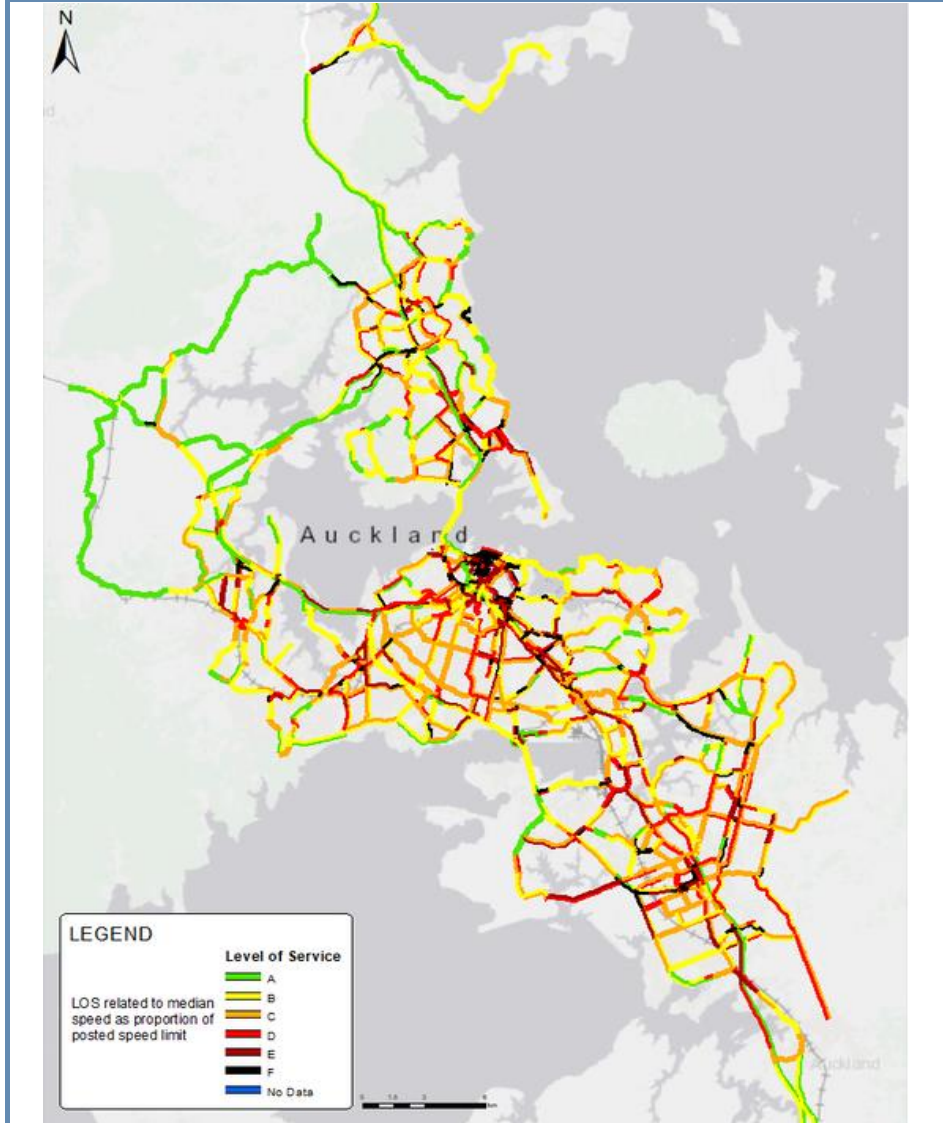 N
Auckland
LEGEND
Level of Service
A
B
LOS related to median
speed as proportion of
posted speed limit
C
D
E
F
No Data
Auckland